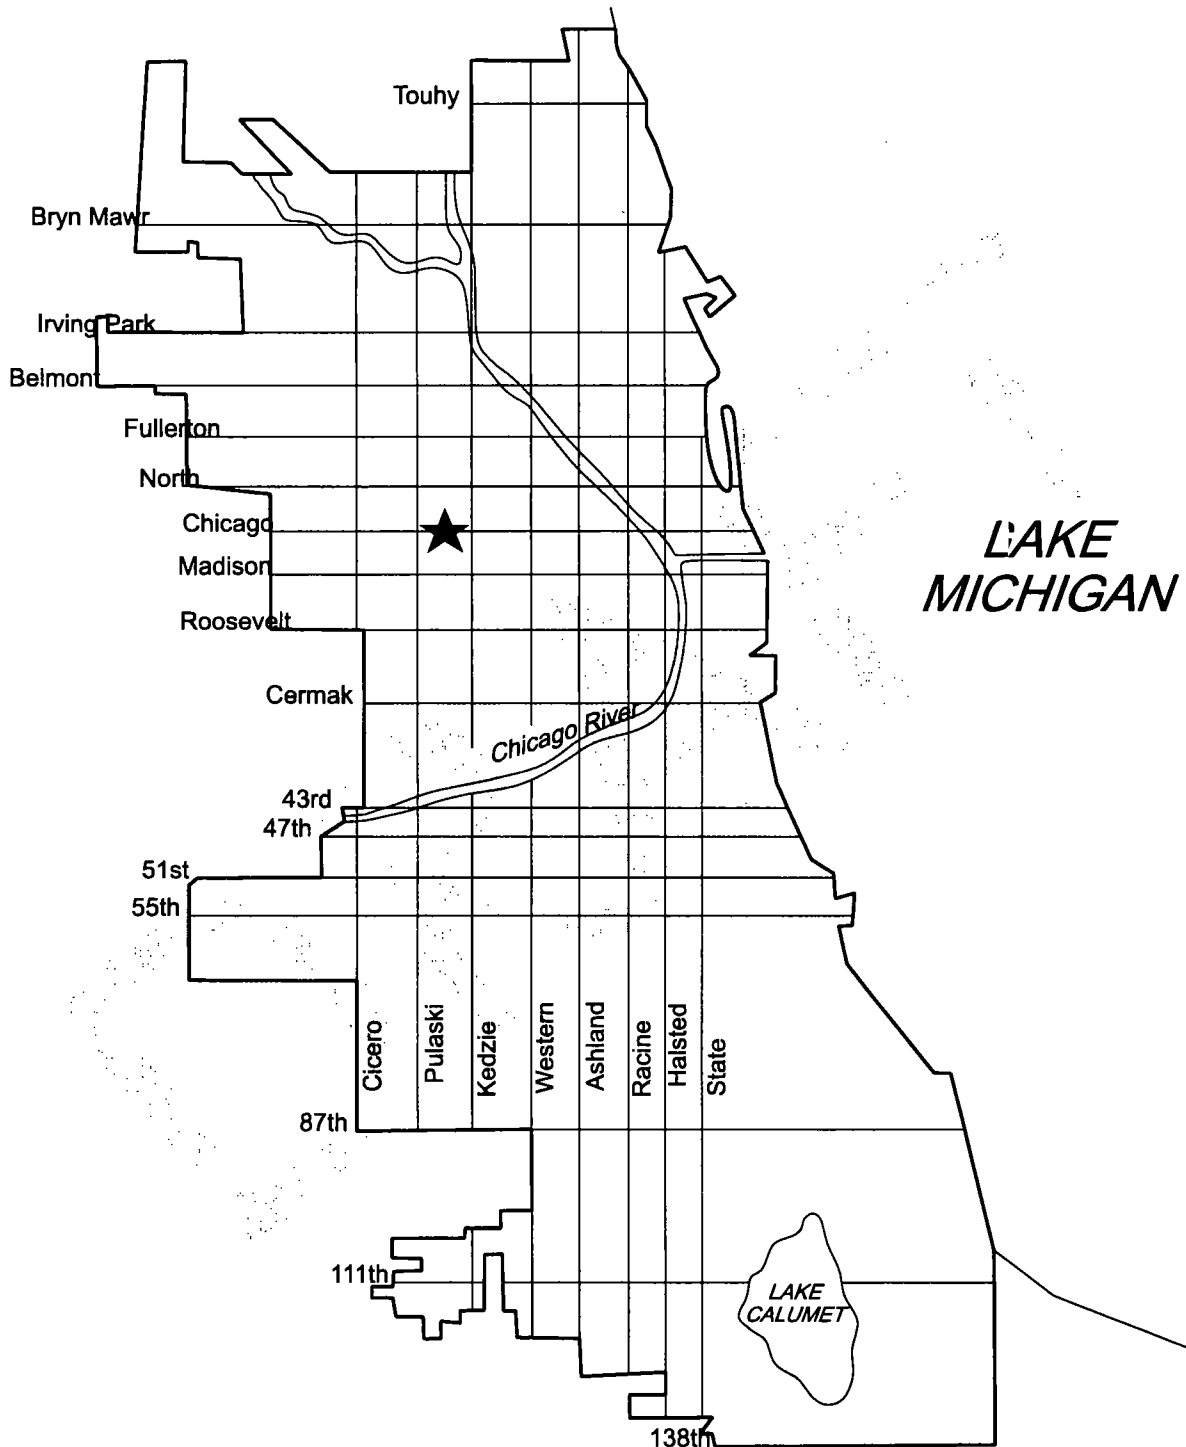 Touhy
Bryn Mawr
Irving Park
Belmont
Fullerton
North
Chicago
Madison
Roosevelt
Cermak
LAKE
MICHIGAN
Chicago River
43rd
47th
51st
55th
Cicero
Pulaski
Kedzie
Western
Ashland
Racine
Halsted
State
87th
111th
LAKE
CALUMET
138th